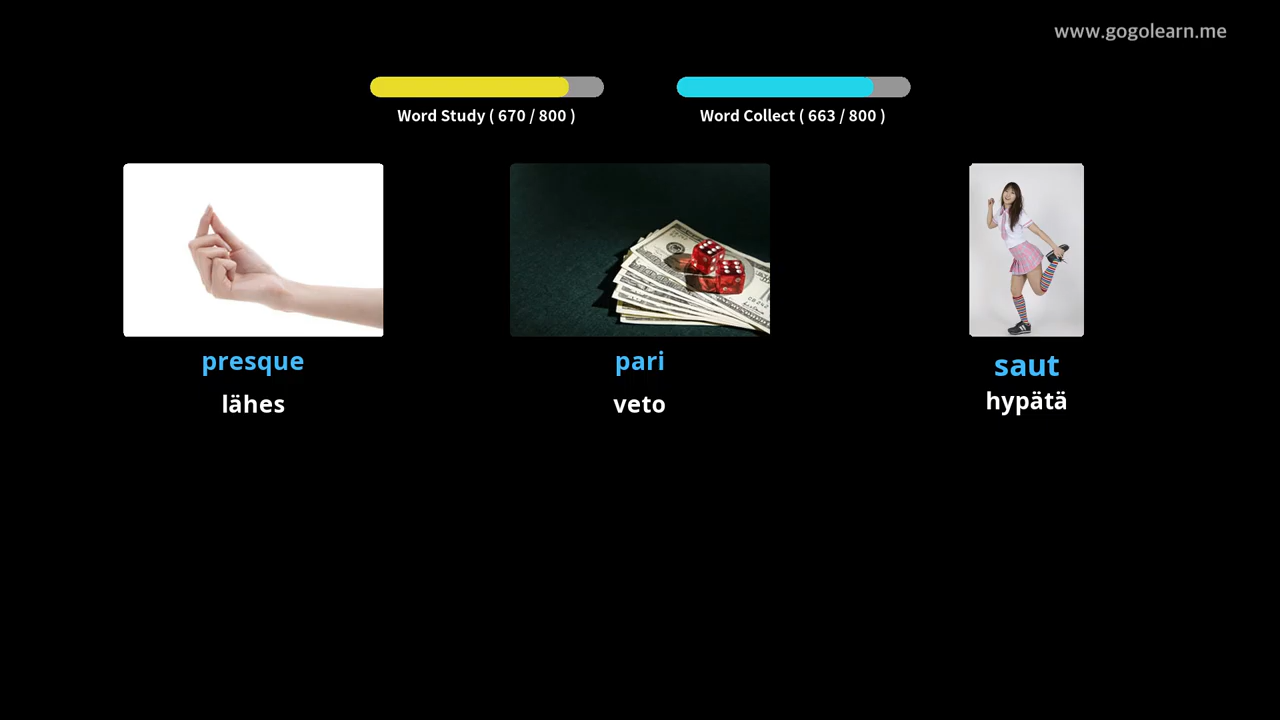 www.gogolearn.me
Word Study ( 670 / 800 )
Word Collect ( 663 / 800 )
presque
pari
saut
lähes
veto
hypätä